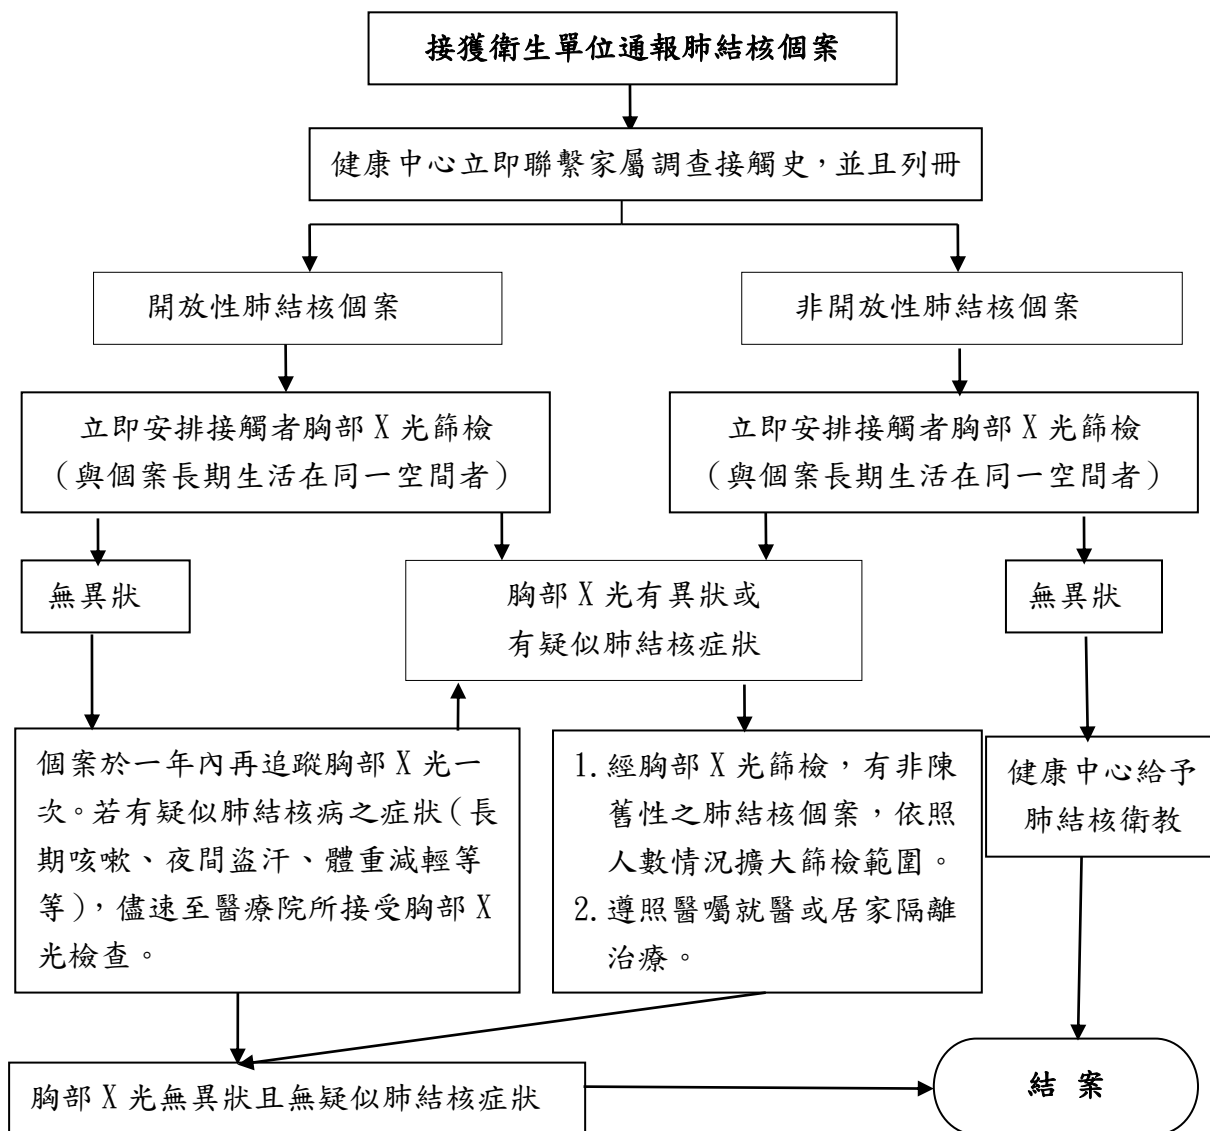 接獲衛生單位通報肺結核個案
健康中心立即聯繫家屬調查接觸史，並且列冊
開放性肺結核個案
非開放性肺結核個案
立即安排接觸者胸部 X 光篩檢
（與個案長期生活在同一空間者）
立即安排接觸者胸部 X 光篩檢
（與個案長期生活在同一空間者）
無異狀
胸部 X 光有異狀或
有疑似肺結核症狀
無異狀
個案於一年內再追蹤胸部 X 光一
次。若有疑似肺結核病之症狀（長
期咳嗽、夜間盜汗、體重減輕等
等），儘速至醫療院所接受胸部 X
光檢查。
1. 經胸部 X 光篩檢，有非陳
舊性之肺結核個案，依照
人數情況擴大篩檢範圍。
2. 遵照醫囑就醫或居家隔離
治療。
健康中心給予
肺結核衛教
胸部 X 光無異狀且無疑似肺結核症狀
結 案